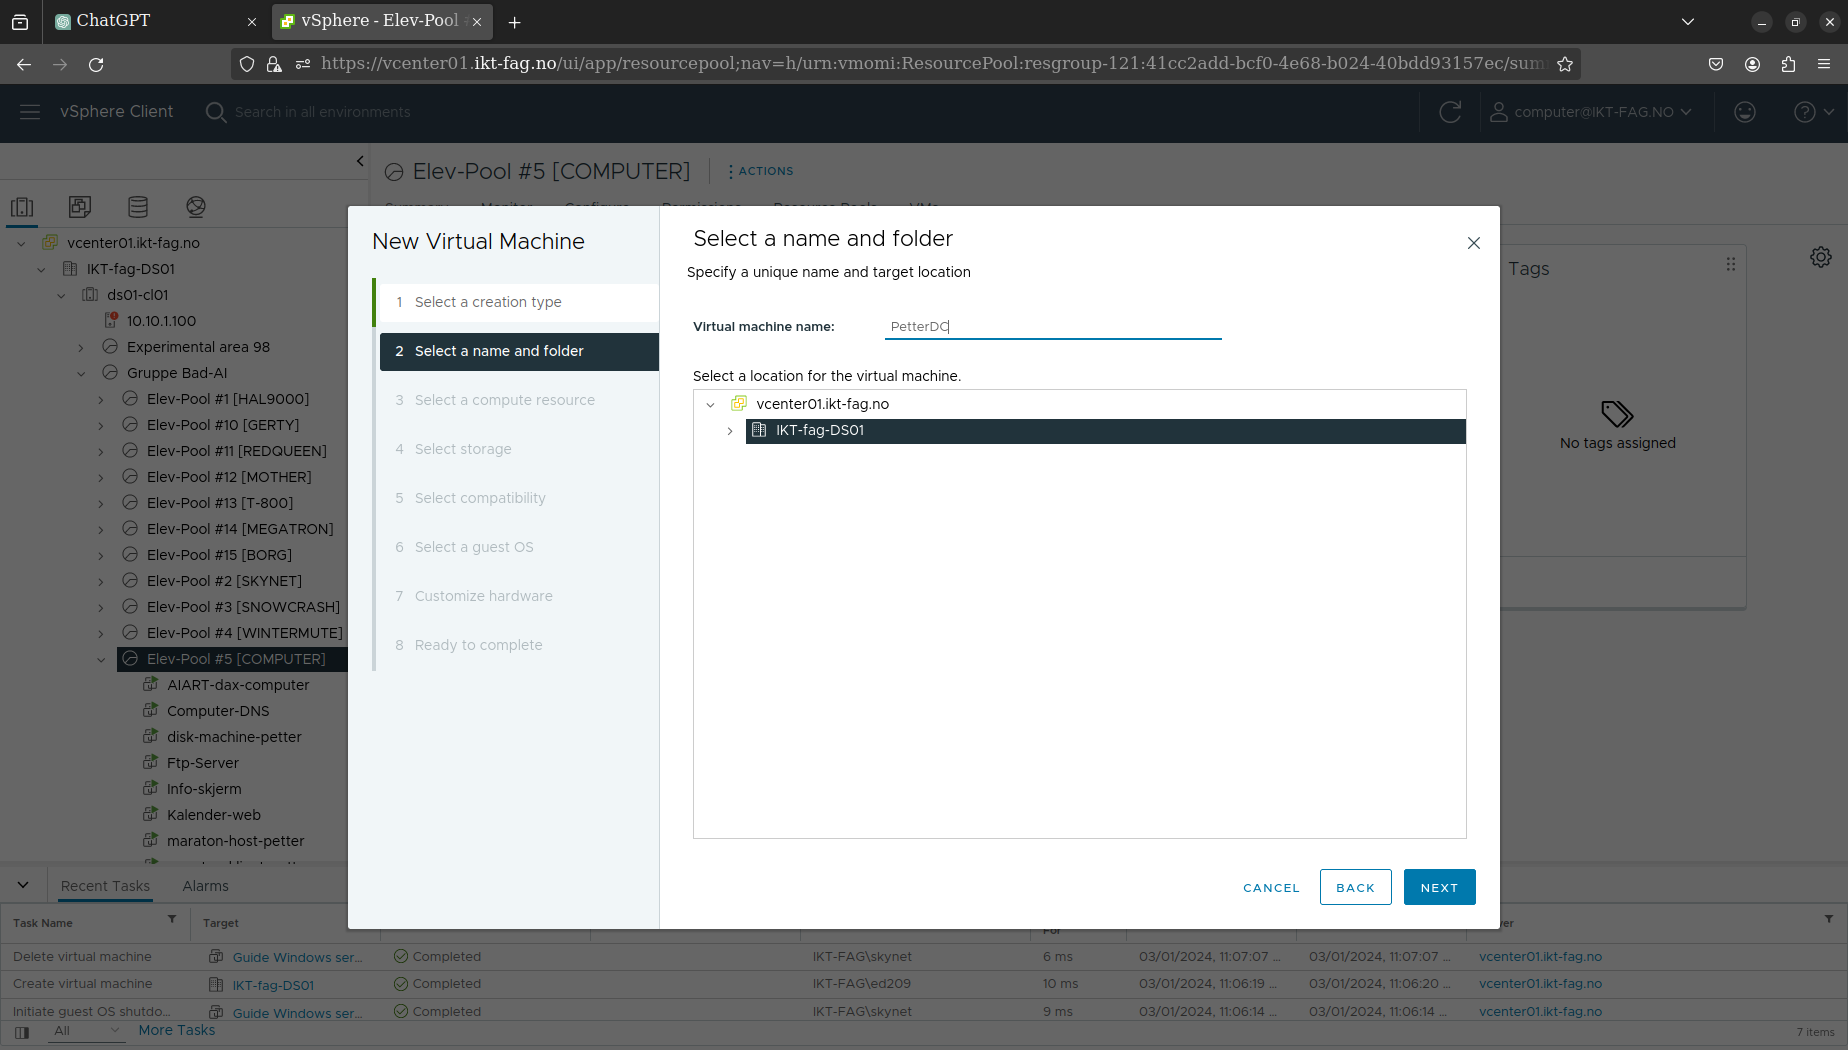 ChatGPT
vSphere - Elev-Pool
https://vcenter01.ikt-fag.no/ui/app/resourcepool;nav=h/urn:vmomi:ResourcePool:resgroup-121:41cc2add-bcf0-4e68-b024-40bdd93157ec/sum
vSphere Client
Search in all environments
computer@IKT-FAG.NO
Elev-Pool #5 [COMPUTER]
ACTIONS
Summary Monitor Configure Permissions Resource Pools VMs
vcenter01.ikt-fag.no
IKT-fag-DS01
ds01-cl01
10.10.1.100
Experimental area 98
Gruppe Bad-AI
Elev-Pool #1 [HAL9000]
Elev-Pool #10 [GERTY]
Elev-Pool #11 [REDQUEEN]
Elev-Pool #12 [MOTHER]
Elev-Pool #13 [T-800]
Elev-Pool #14 [MEGATRON]
Elev-Pool #15 [BORG]
Elev-Pool #2 [SKYNET]
Elev-Pool #3 [SNOWCRASH]
Elev-Pool #4 [WINTERMUTE]
Elev-Pool #5 [COMPUTER]
AIART-dax-computer
Computer-DNS
disk-machine-petter
Ftp-Server
Info-skjerm
Kalender-web
maraton-host-petter
New Virtual Machine
1 Select a creation type
2 Select a name and folder
3 Select a compute resource
4 Select storage
5 Select compatibility
6 Select a guest OS
7 Customize hardware
8 Ready to complete
Select a name and folder
Specify a unique name and target location
Virtual machine name: PetterDC
Select a location for the virtual machine.
vcenter01.ikt-fag.no
IKT-fag-DS01
CANCEL BACK NEXT
Tags
No tags assigned
Recent Tasks Alarms
Task Name Target For ver
Delete virtual machine Guide Windows ser... Completed IKT-FAG\skynet 6 ms 03/01/2024, 11:07:07 ... 03/01/2024, 11:07:07 ... vcenter01.ikt-fag.no
Create virtual machine IKT-fag-DS01 Completed IKT-FAG\ed209 10 ms 03/01/2024, 11:06:19 ... 03/01/2024, 11:06:20 ... vcenter01.ikt-fag.no
Initiate guest OS shutdo... Guide Windows ser... Completed IKT-FAG\skynet 9 ms 03/01/2024, 11:06:14 ... 03/01/2024, 11:06:14 ... vcenter01.ikt-fag.no
All More Tasks 7 items